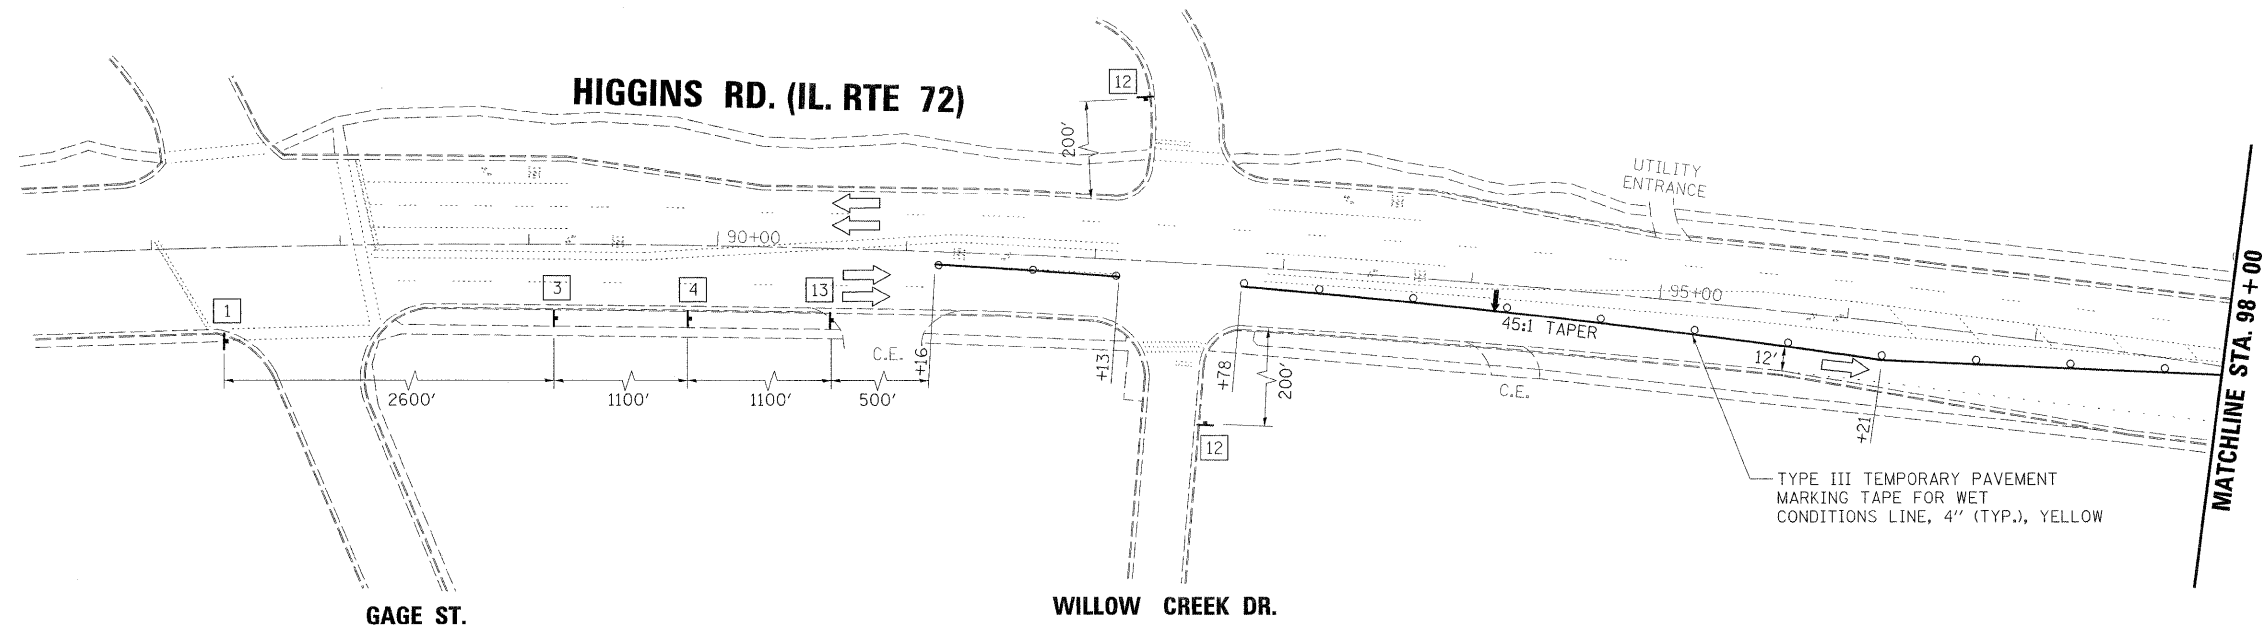 HIGGINS RD. (IL. RTE 72)
12
200'
UTILITY
ENTRANCE
90+00
95+00
1
3
4
13
45:1 TAPER
12'
C.E.
+16
+13
+78
200'
C.E.
+21
2600'
1100'
1100'
500'
12
TYPE III TEMPORARY PAVEMENT
MARKING TAPE FOR WET
CONDITIONS LINE, 4" (TYP.), YELLOW
MATCHLINE STA. 98+00
GAGE ST.
WILLOW CREEK DR.